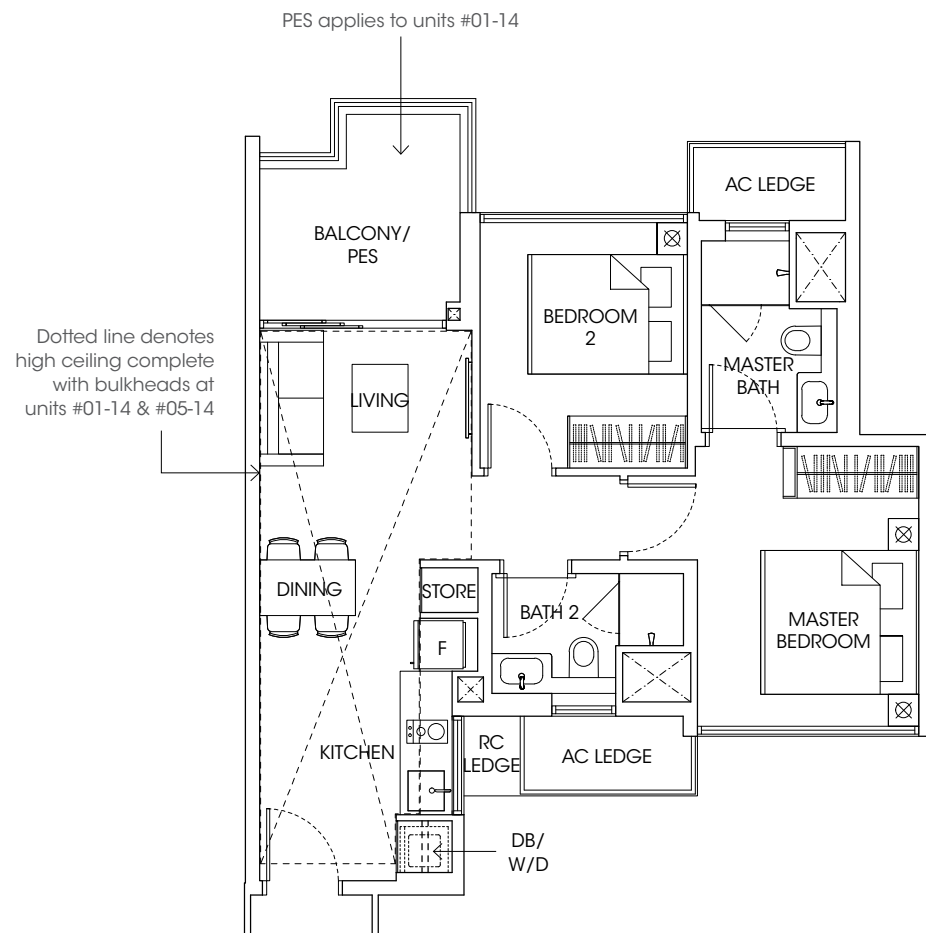 PES applies to units #01-14
AC LEDGE
BALCONY/
PES
BEDROOM
2
Dotted line denotes
high ceiling complete
with bulkheads at
units #01-14 & #05-14
MASTER
BATH
LIVING
DINING
STORE
BATH 2
MASTER
BEDROOM
F
KITCHEN
RC
LEDGE
AC LEDGE
DB/
W/D